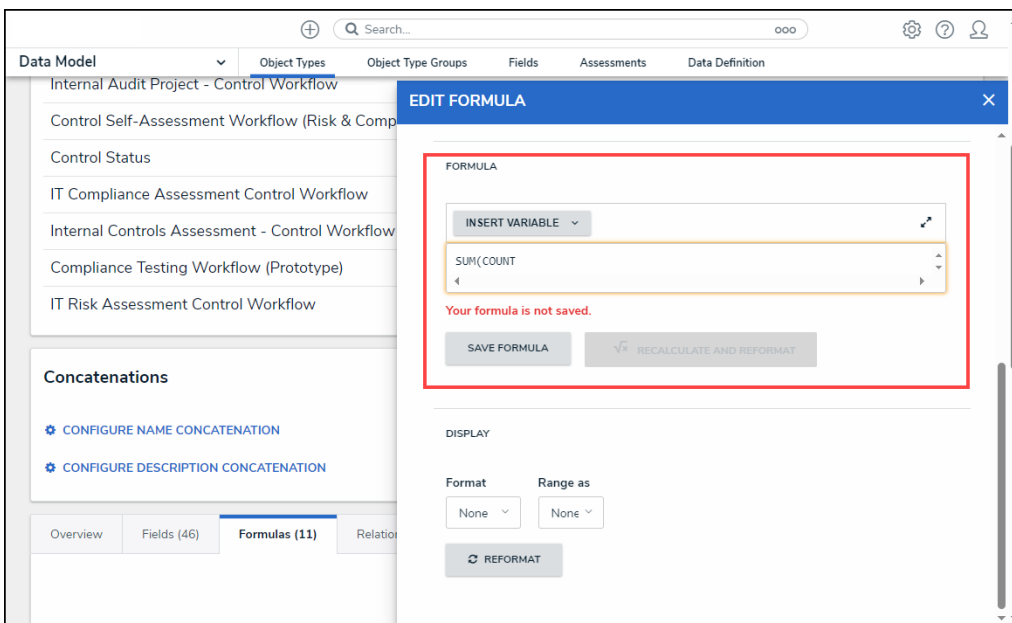 Search...
Data Model
Object Types
Object Type Groups
Fields
Assessments
Data Definition
Internal Audit Project - Control Workflow
Control Self-Assessment Workflow (Risk & Comp
Control Status
IT Compliance Assessment Control Workflow
Internal Controls Assessment - Control Workflow
Compliance Testing Workflow (Prototype)
IT Risk Assessment Control Workflow
Concatenations
CONFIGURE NAME CONCATENATION
CONFIGURE DESCRIPTION CONCATENATION
Overview
Fields (46)
Formulas (11)
Relation
EDIT FORMULA
FORMULA
INSERT VARIABLE
SUM(COUNT
Your formula is not saved.
SAVE FORMULA
RECALCULATE AND REFORMAT
DISPLAY
Format
Range as
None
None
REFORMAT